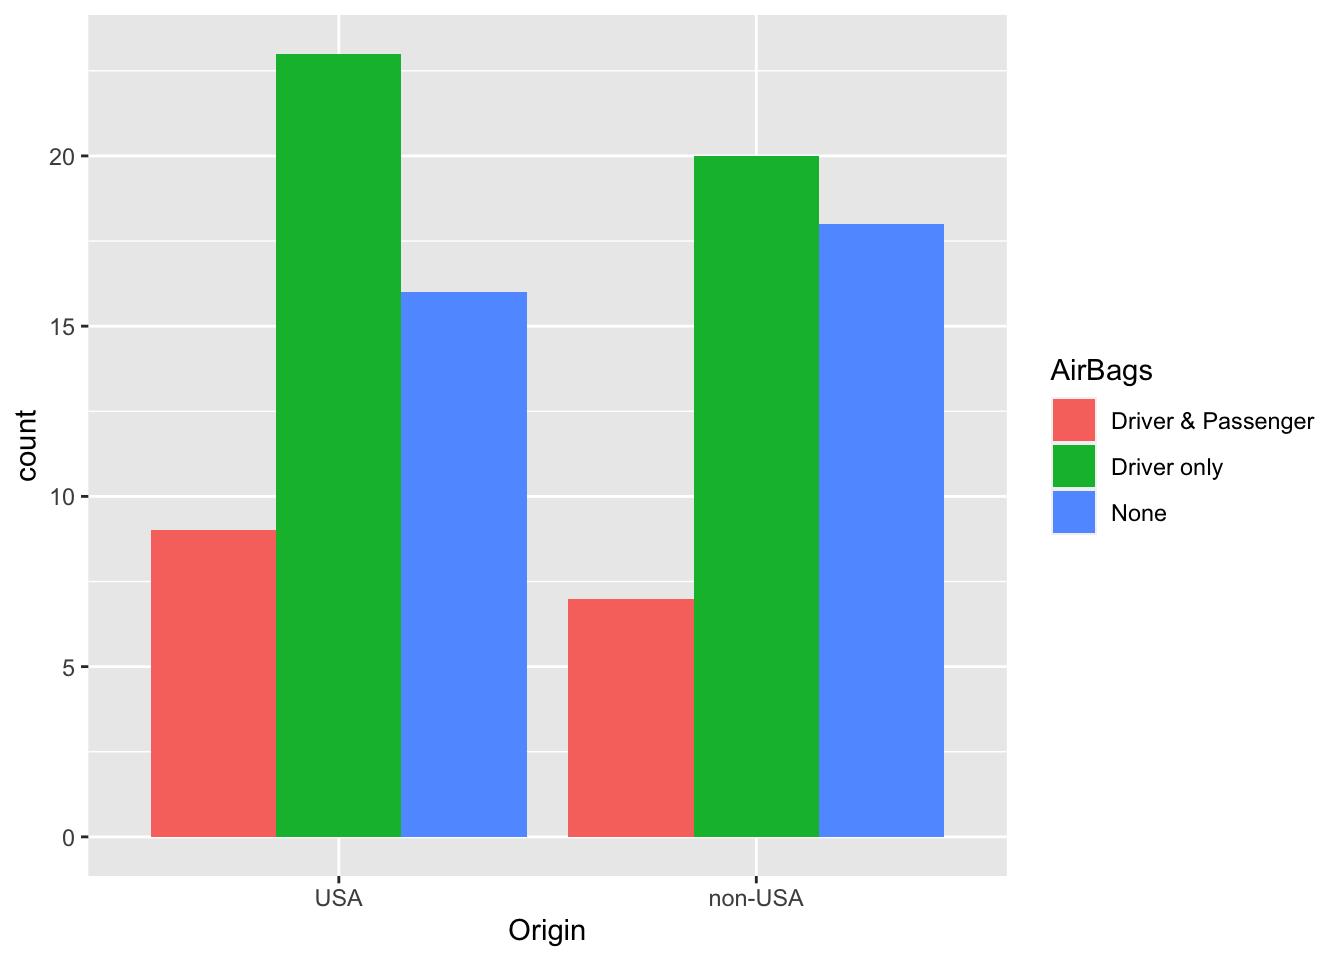 count
20
15
10
5
0
USA
non-USA
Origin
AirBags
Driver & Passenger
Driver only
None